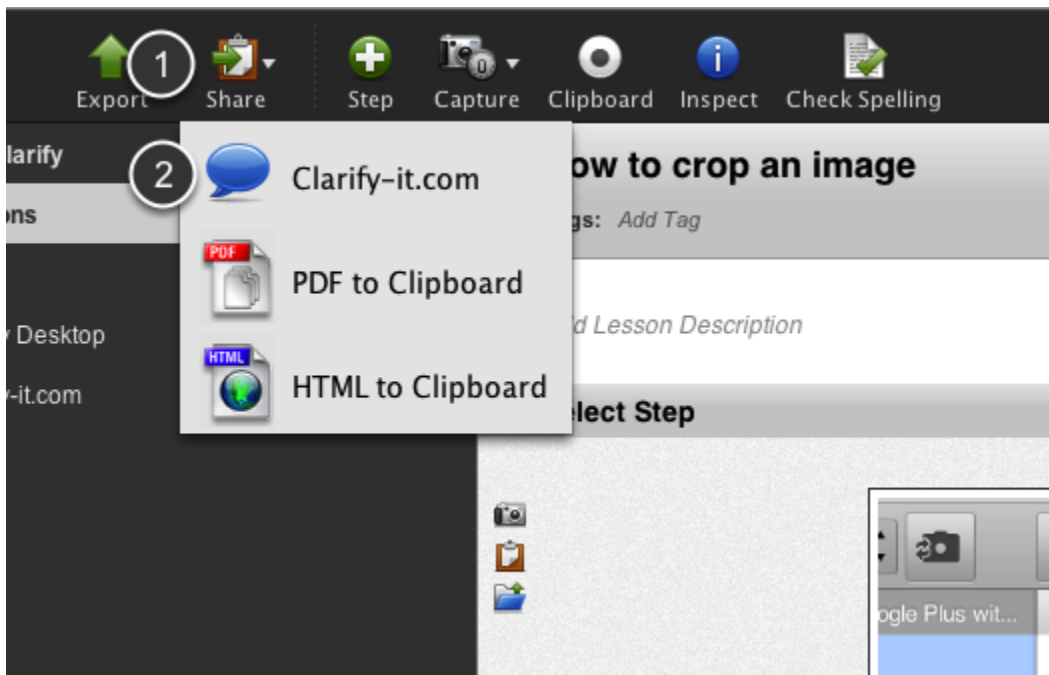 1
Export Share Step Capture Clipboard Inspect Check Spelling
0
larify
ons
Desktop
-it.com
2 Clarify-it.com
PDF
PDF to Clipboard
HTML
HTML to Clipboard
ow to crop an image
gs: Add Tag
d Lesson Description
lect Step
ogle Plus wit...